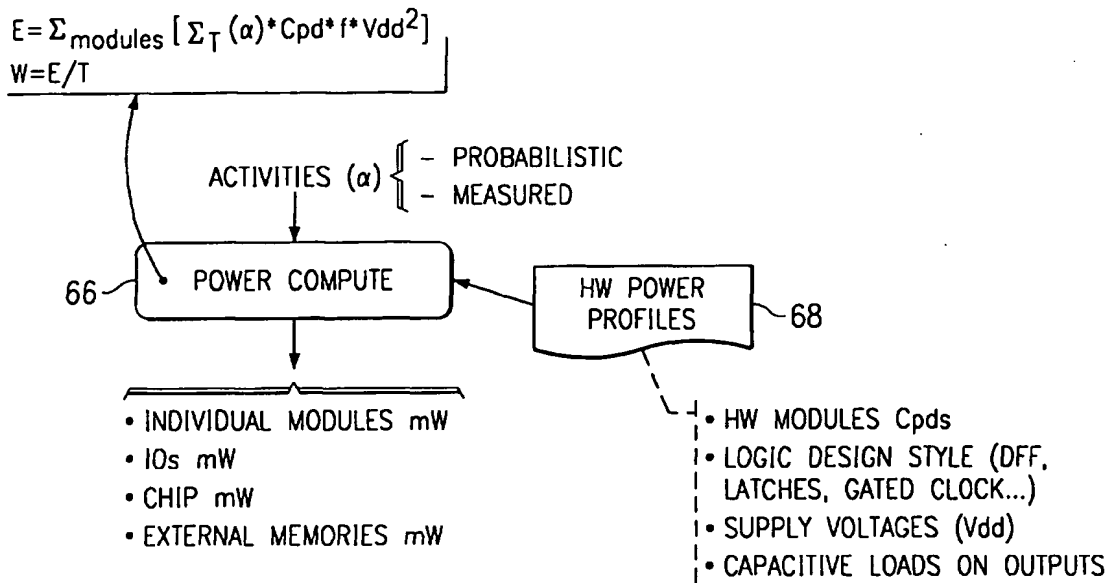 E=Σmodules [ΣT (α)*Cpd*f*Vdd²]
W=E/T
ACTIVITIES (α)
- PROBABILISTIC
- MEASURED
66
POWER COMPUTE
HW POWER
PROFILES
68
• INDIVIDUAL MODULES mW
• IOs mW
• CHIP mW
• EXTERNAL MEMORIES mW
• HW MODULES Cpds
• LOGIC DESIGN STYLE (DFF,
LATCHES, GATED CLOCK...)
• SUPPLY VOLTAGES (Vdd)
• CAPACITIVE LOADS ON OUTPUTS